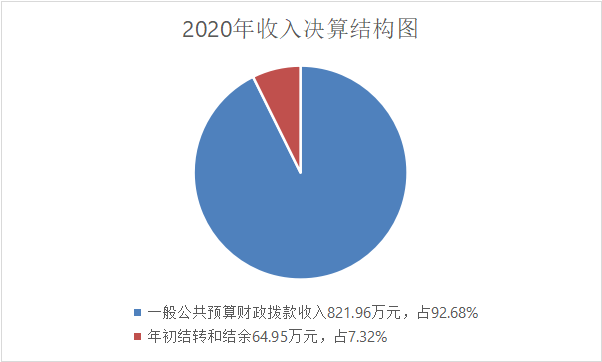 2020年收入决算结构图
一般公共预算财政拨款收入821.96万元，占92.68%
年初结转和结余64.95万元，占7.32%